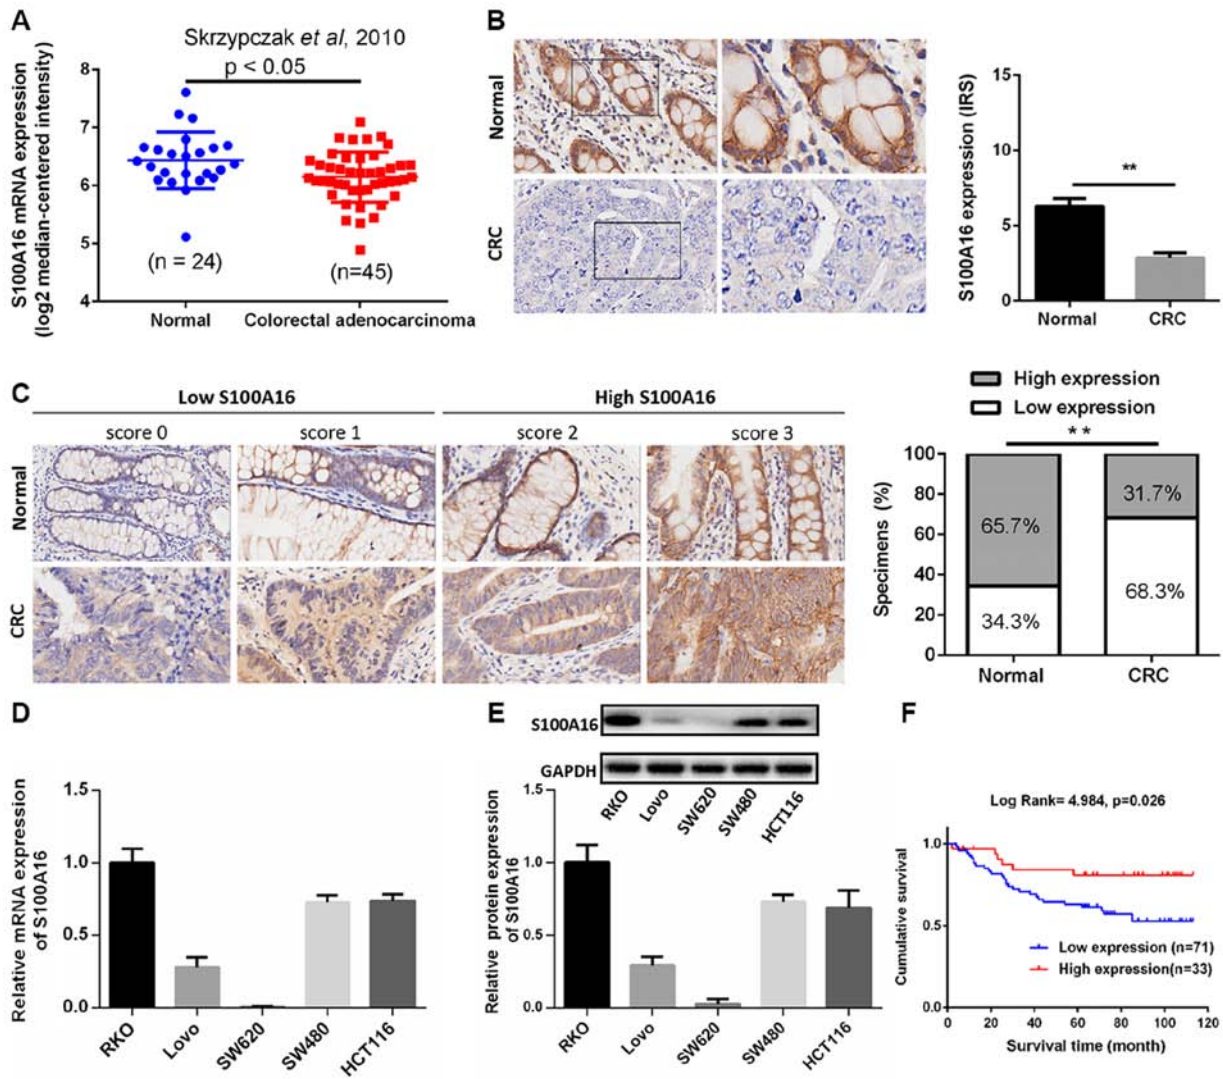 A
Skrzypczak et al, 2010
p < 0.05
S100A16 mRNA expression
(log2 median-centered intensity)
8
7
6
5
4
(n = 24)
(n=45)
Normal
Colorectal adenocarcinoma
B
Normal
CRC
S100A16 expression (IRS)
15
10
5
0
**
Normal
CRC
C
Low S100A16
High S100A16
score 0
score 1
score 2
score 3
Normal
CRC
High expression
Low expression
**
Specimens (%)
100
80
60
40
20
0
65.7%
34.3%
31.7%
68.3%
Normal
CRC
D
Relative mRNA expression
of S100A16
1.5
1.0
0.5
0.0
RKO
Lovo
SW620
SW480
HCT116
E
S100A16
GAPDH
RKO
Lovo
SW620
SW480
HCT116
Relative protein expression
of S100A16
1.5
1.0
0.5
0.0
RKO
Lovo
SW620
SW480
HCT116
F
Log Rank= 4.984, p=0.026
Cumulative survival
1.0
0.5
0.0
Low expression (n=71)
High expression(n=33)
0
20
40
60
80
100
120
Survival time (month)